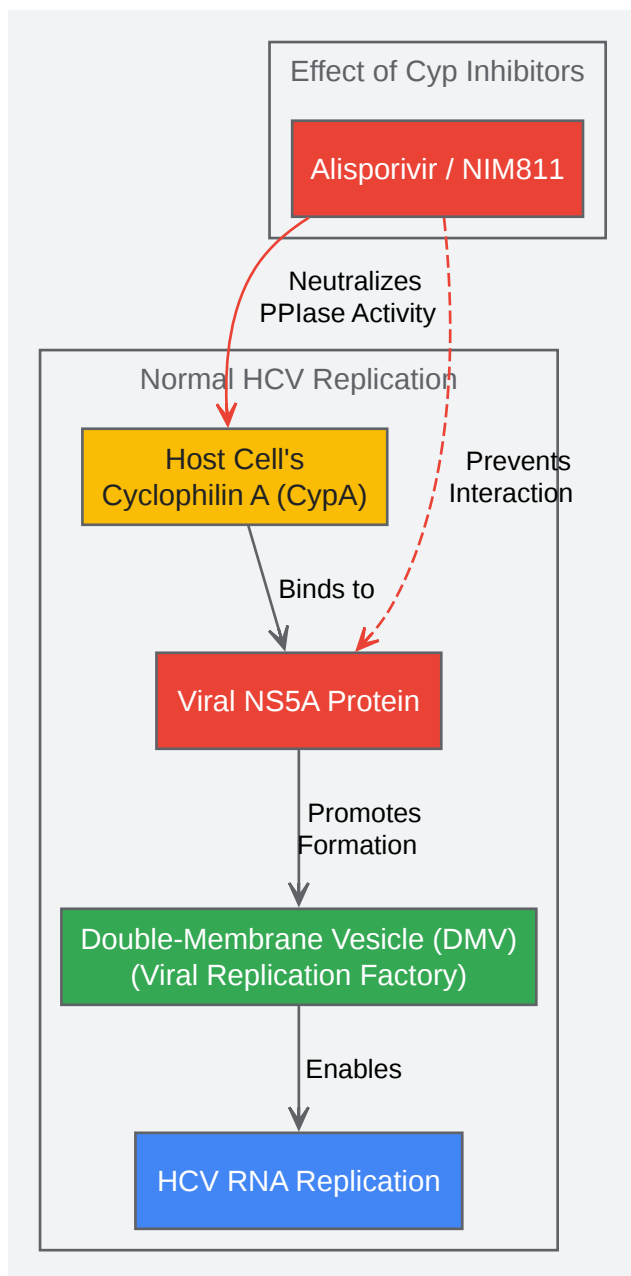 Effect of Cyp Inhibitors
Alisporivir / NIM811
Neutralizes
PPIase Activity
Normal HCV Replication
Host Cell's
Cyclophilin A (CypA)
Prevents
Interaction
Binds to
Viral NS5A Protein
Promotes
Formation
Double-Membrane Vesicle (DMV)
(Viral Replication Factory)
Enables
HCV RNA Replication